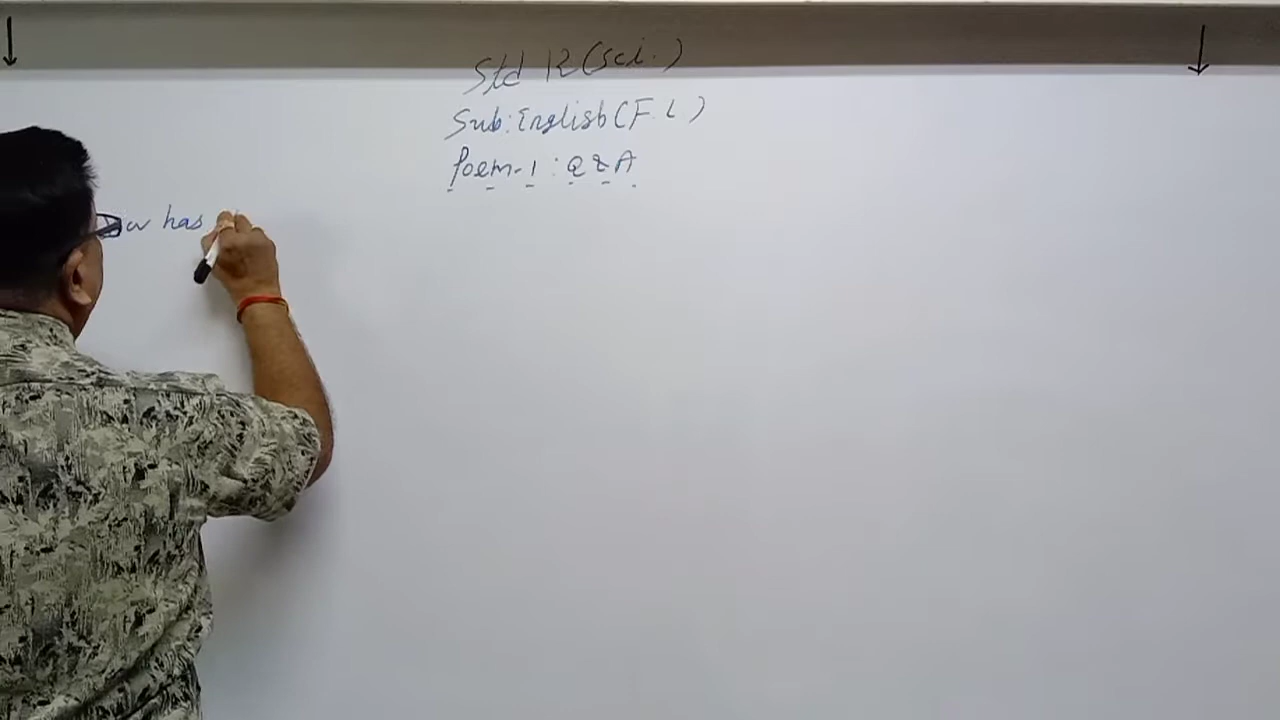 Std 12 (Sci.)
Sub: English (F.L)
Poem-1 : Q & A
has